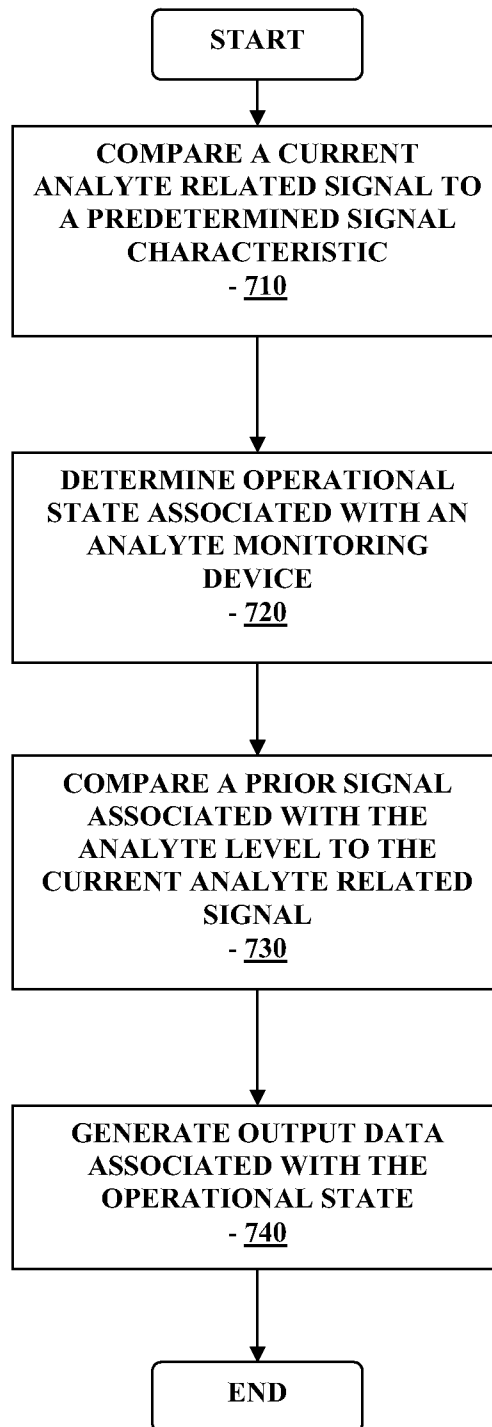 START
COMPARE A CURRENT
ANALYTE RELATED SIGNAL TO
A PREDETERMINED SIGNAL
CHARACTERISTIC
- 710
DETERMINE OPERATIONAL
STATE ASSOCIATED WITH AN
ANALYTE MONITORING
DEVICE
- 720
COMPARE A PRIOR SIGNAL
ASSOCIATED WITH THE
ANALYTE LEVEL TO THE
CURRENT ANALYTE RELATED
SIGNAL
- 730
GENERATE OUTPUT DATA
ASSOCIATED WITH THE
OPERATIONAL STATE
- 740
END